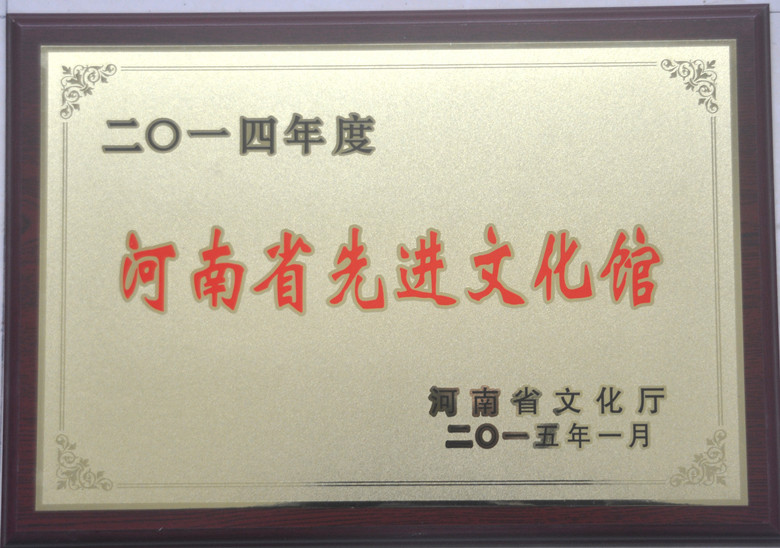 二〇一四年度
河南省先进文化馆
河南省文化厅
二〇一五年一月